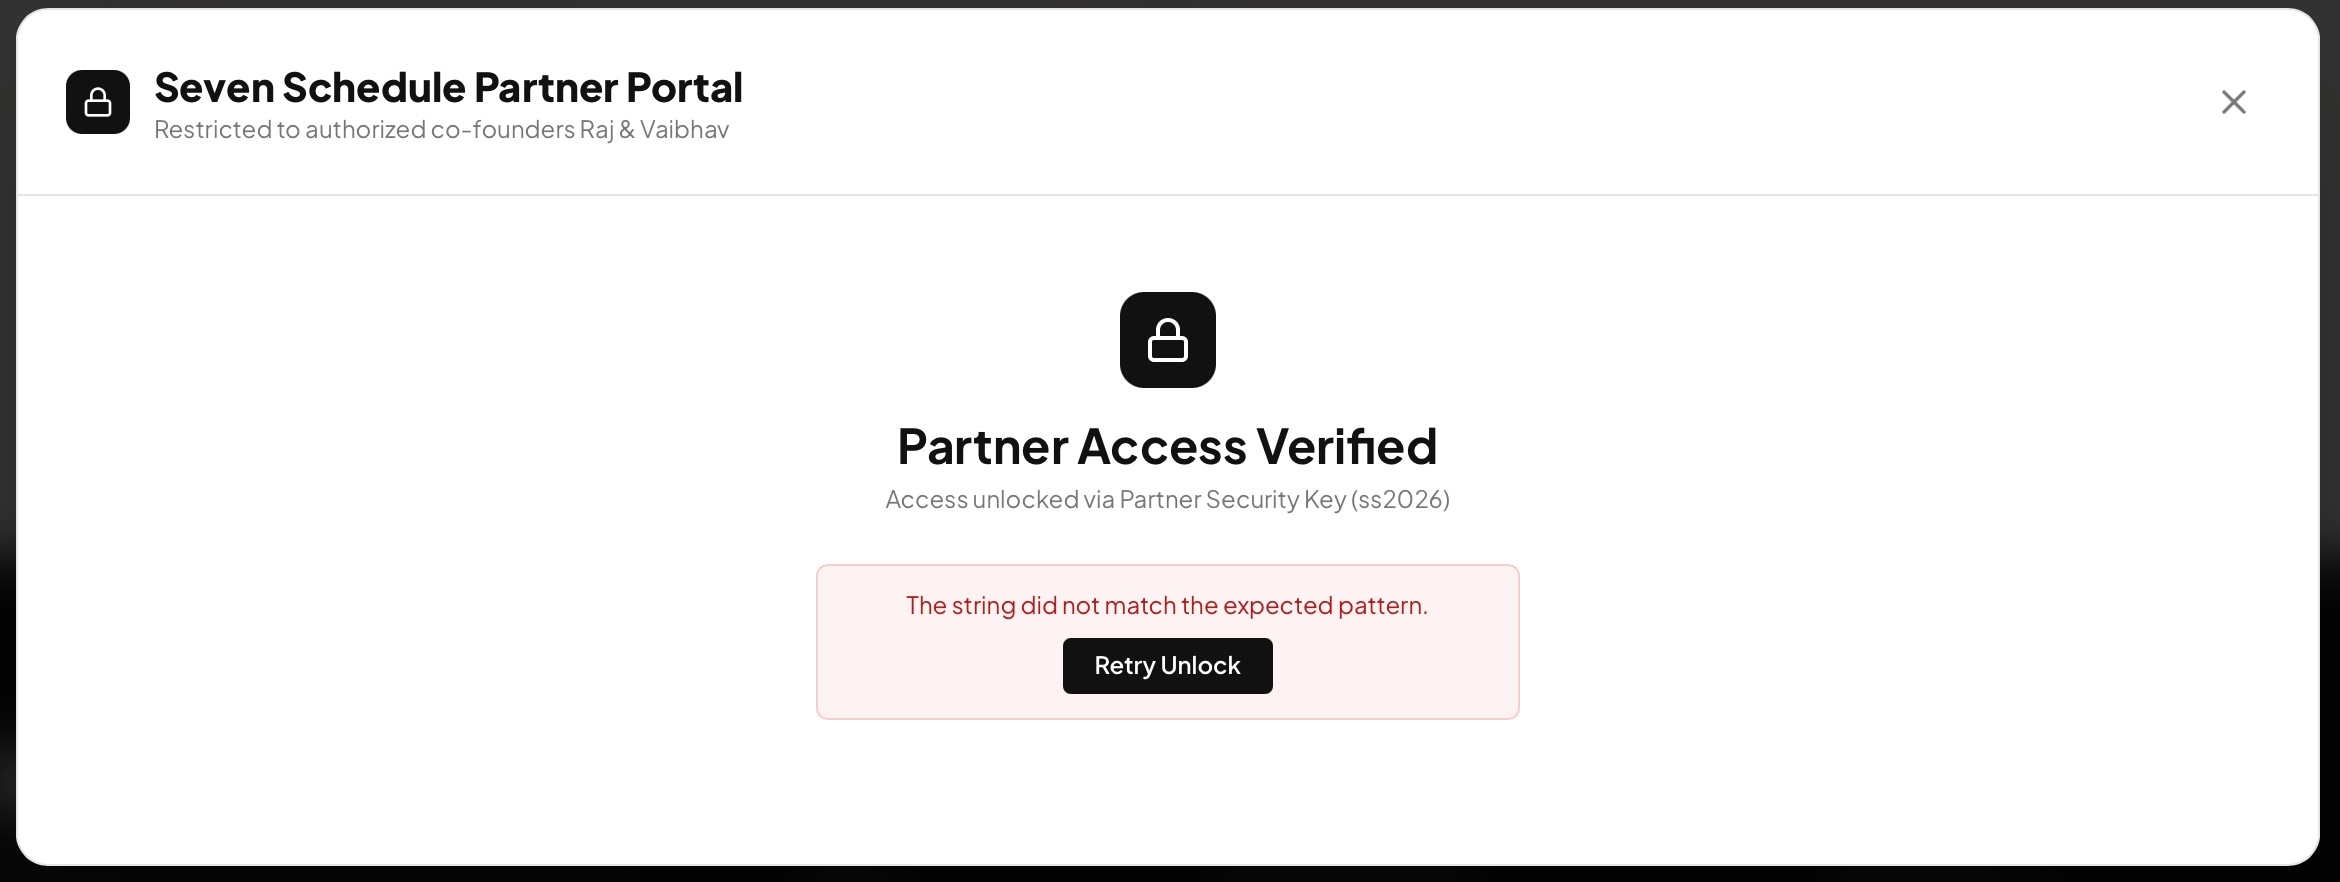 Seven Schedule Partner Portal
Restricted to authorized co-founders Raj & Vaibhav
Partner Access Verified
Access unlocked via Partner Security Key (ss2026)
The string did not match the expected pattern.
Retry Unlock